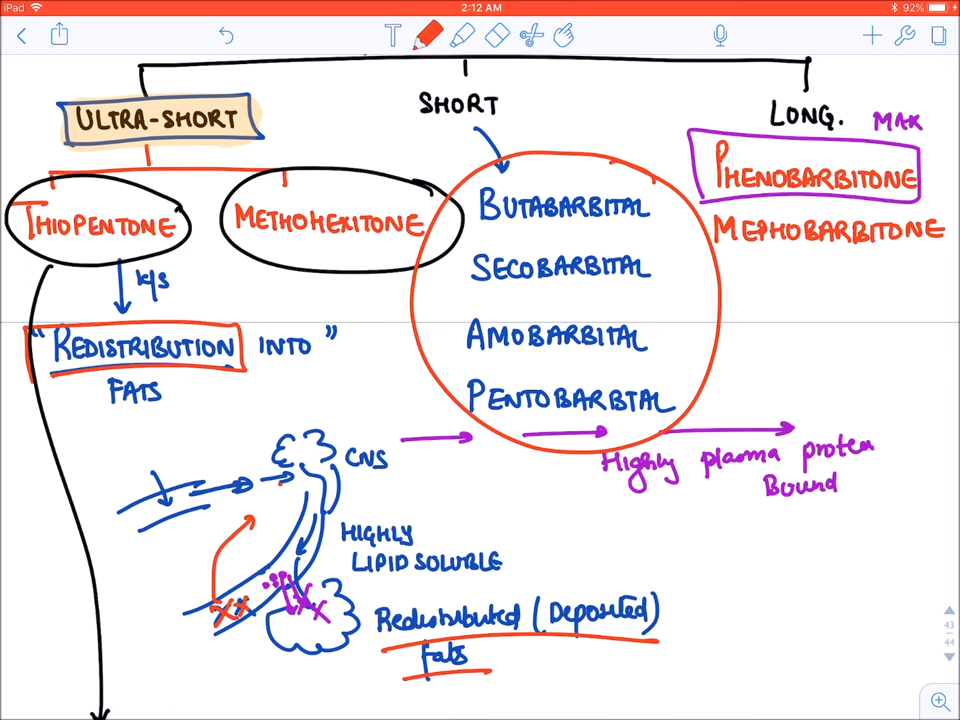 iPad
2:12 AM
92%
T
ULTRA-SHORT
SHORT
LONG.
MAX
THIOPENTONE
METHOHEXITONE
BUTABARBITAL
SECOBARBITAL
AMOBARBITAL
PENTOBARBTAL
PHENOBARBITONE
MEPHOBARBITONE
k/s
"REDISTRIBUTION INTO"
FATS
CNS
Highly plasma protein
Bound
HIGHLY
LIPID SOLUBLE
Redistributed (Deposited)
fats
43
44